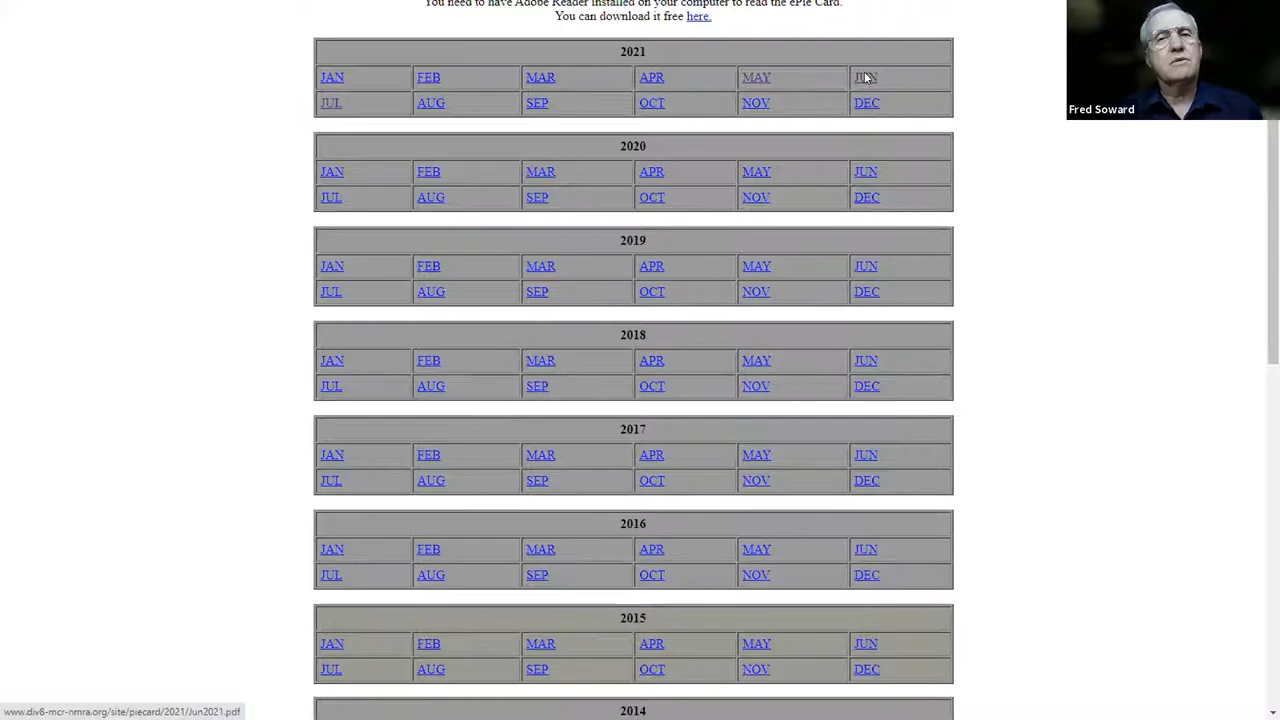 You need to have Adobe Reader installed on your computer to read the ePie Card.
You can download it free here.
2021
JAN FEB MAR APR MAY JUN
JUL AUG SEP OCT NOV DEC
2020
JAN FEB MAR APR MAY JUN
JUL AUG SEP OCT NOV DEC
2019
JAN FEB MAR APR MAY JUN
JUL AUG SEP OCT NOV DEC
2018
JAN FEB MAR APR MAY JUN
JUL AUG SEP OCT NOV DEC
2017
JAN FEB MAR APR MAY JUN
JUL AUG SEP OCT NOV DEC
2016
JAN FEB MAR APR MAY JUN
JUL AUG SEP OCT NOV DEC
2015
JAN FEB MAR APR MAY JUN
JUL AUG SEP OCT NOV DEC
2014
www.div8-mcr-nmra.org/site/piecard/2021/Jun2021.pdf
Fred Soward